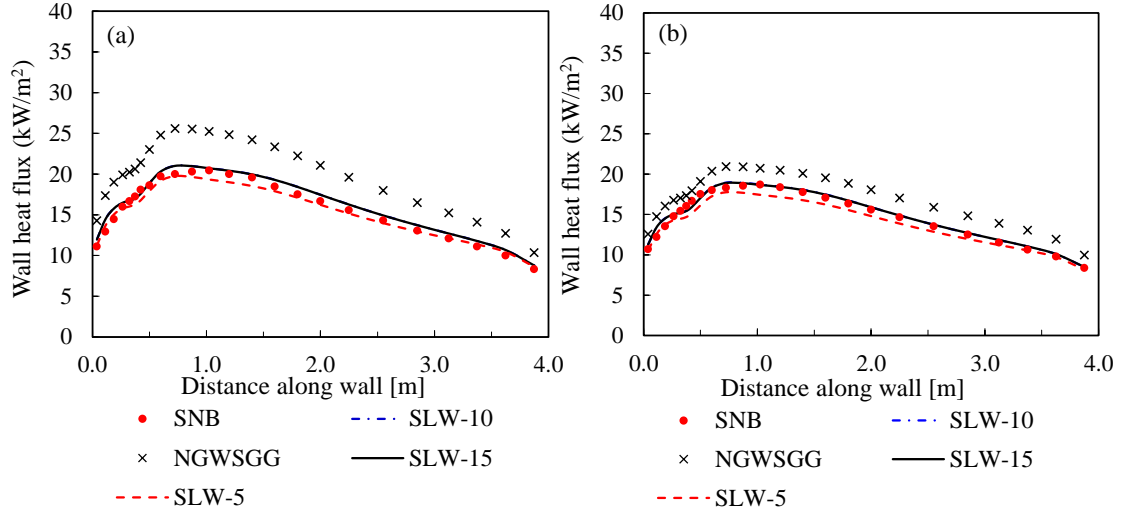 (a)
Wall heat flux (kW/m²)
40
35
30
25
20
15
10
5
0
0.0 1.0 2.0 3.0 4.0
Distance along wall [m]
SNB SLW-10
NGWSGG SLW-15
SLW-5
(b)
Wall heat flux (kW/m²)
40
35
30
25
20
15
10
5
0
0.0 1.0 2.0 3.0 4.0
Distance along wall [m]
SNB SLW-10
NGWSGG SLW-15
SLW-5